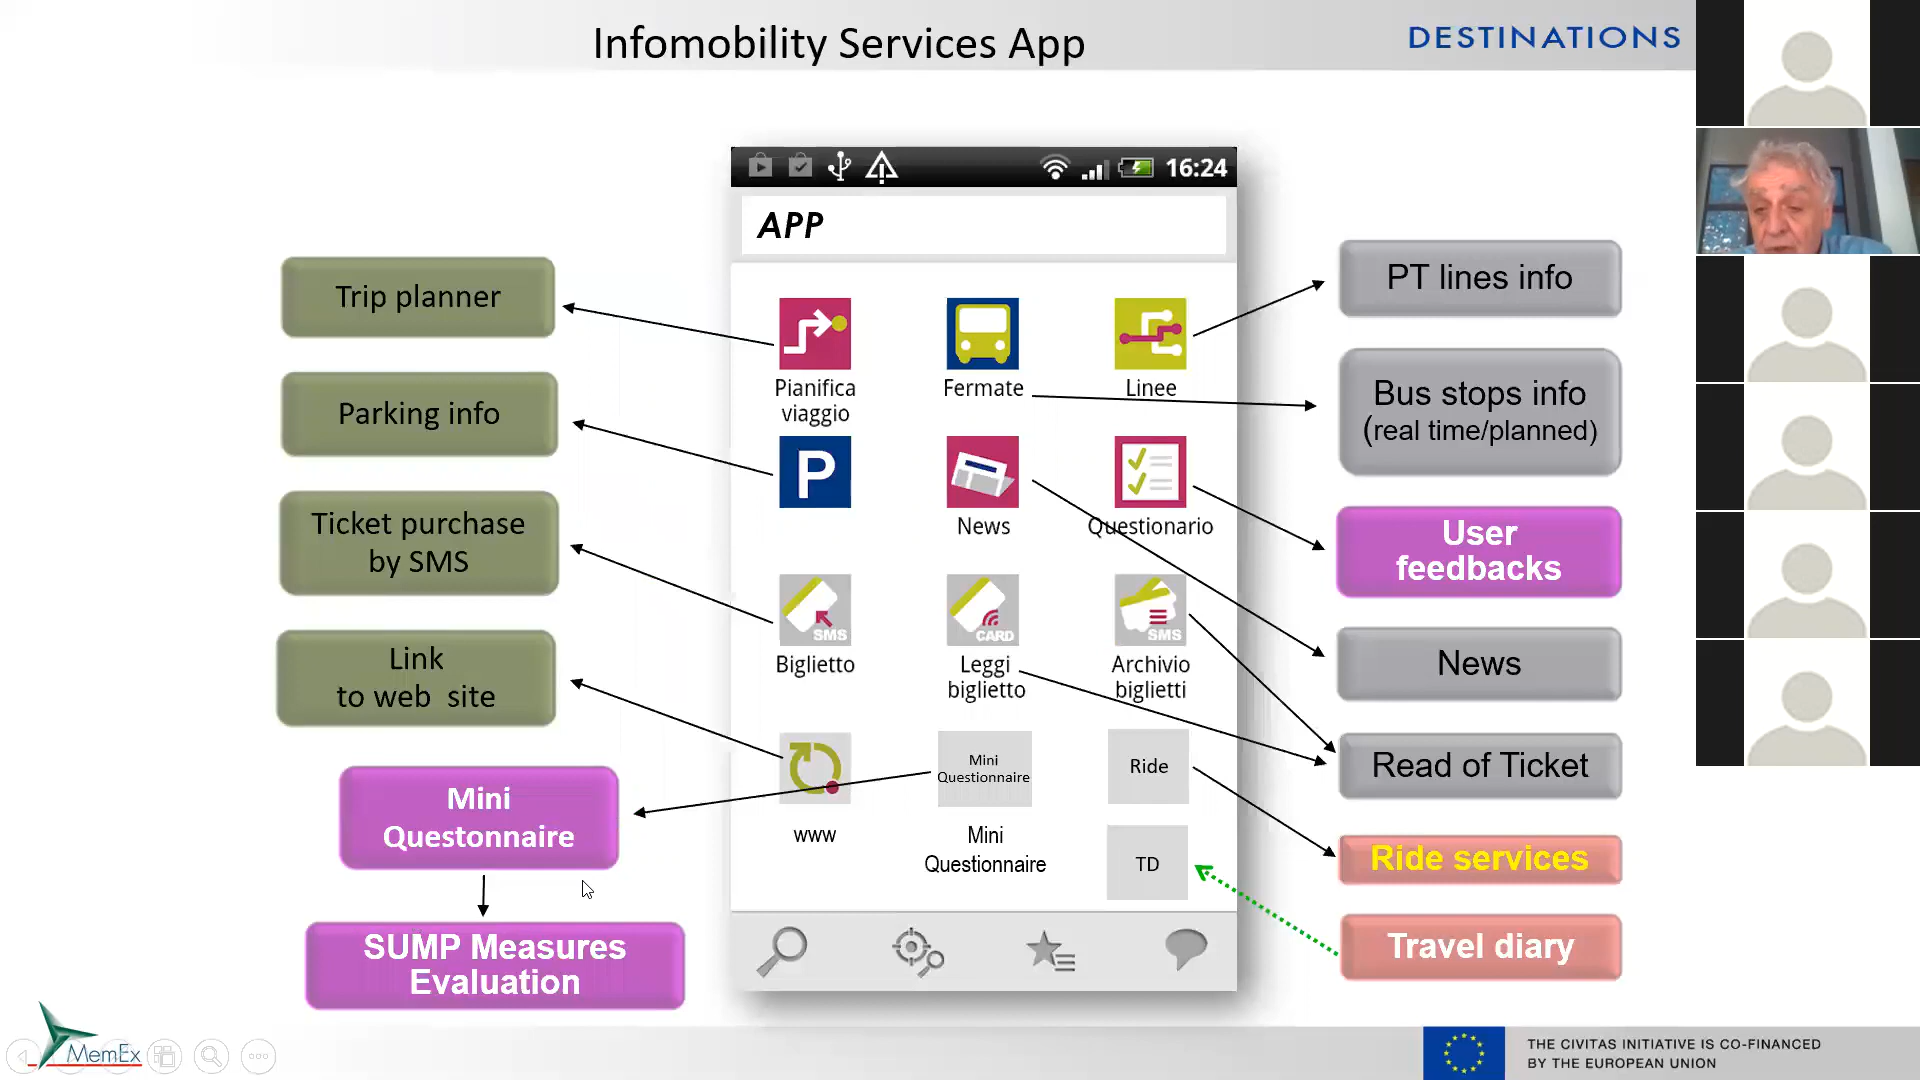 Infomobility Services App
DESTINATIONS
16:24
APP
Trip planner
Parking info
Ticket purchase
by SMS
Link
to web site
Mini
Questonnaire
SUMP Measures
Evaluation
Pianifica
viaggio
Fermate
Linee
P
News
Questionario
SMS
Biglietto
CARD
Leggi
biglietto
SMS
Archivio
biglietti
www
Mini
Questionnaire
Mini
Questionnaire
Ride
TD
PT lines info
Bus stops info
(real time/planned)
User
feedbacks
News
Read of Ticket
Ride services
Travel diary
MemEx
THE CIVITAS INITIATIVE IS CO-FINANCED
BY THE EUROPEAN UNION